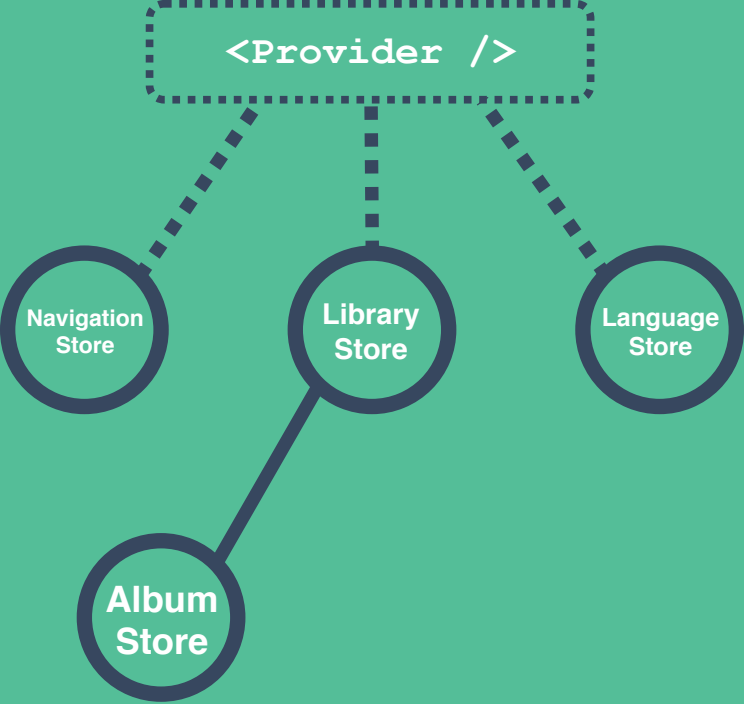 <Provider />
Navigation
Store
Library
Store
Language
Store
Album
Store